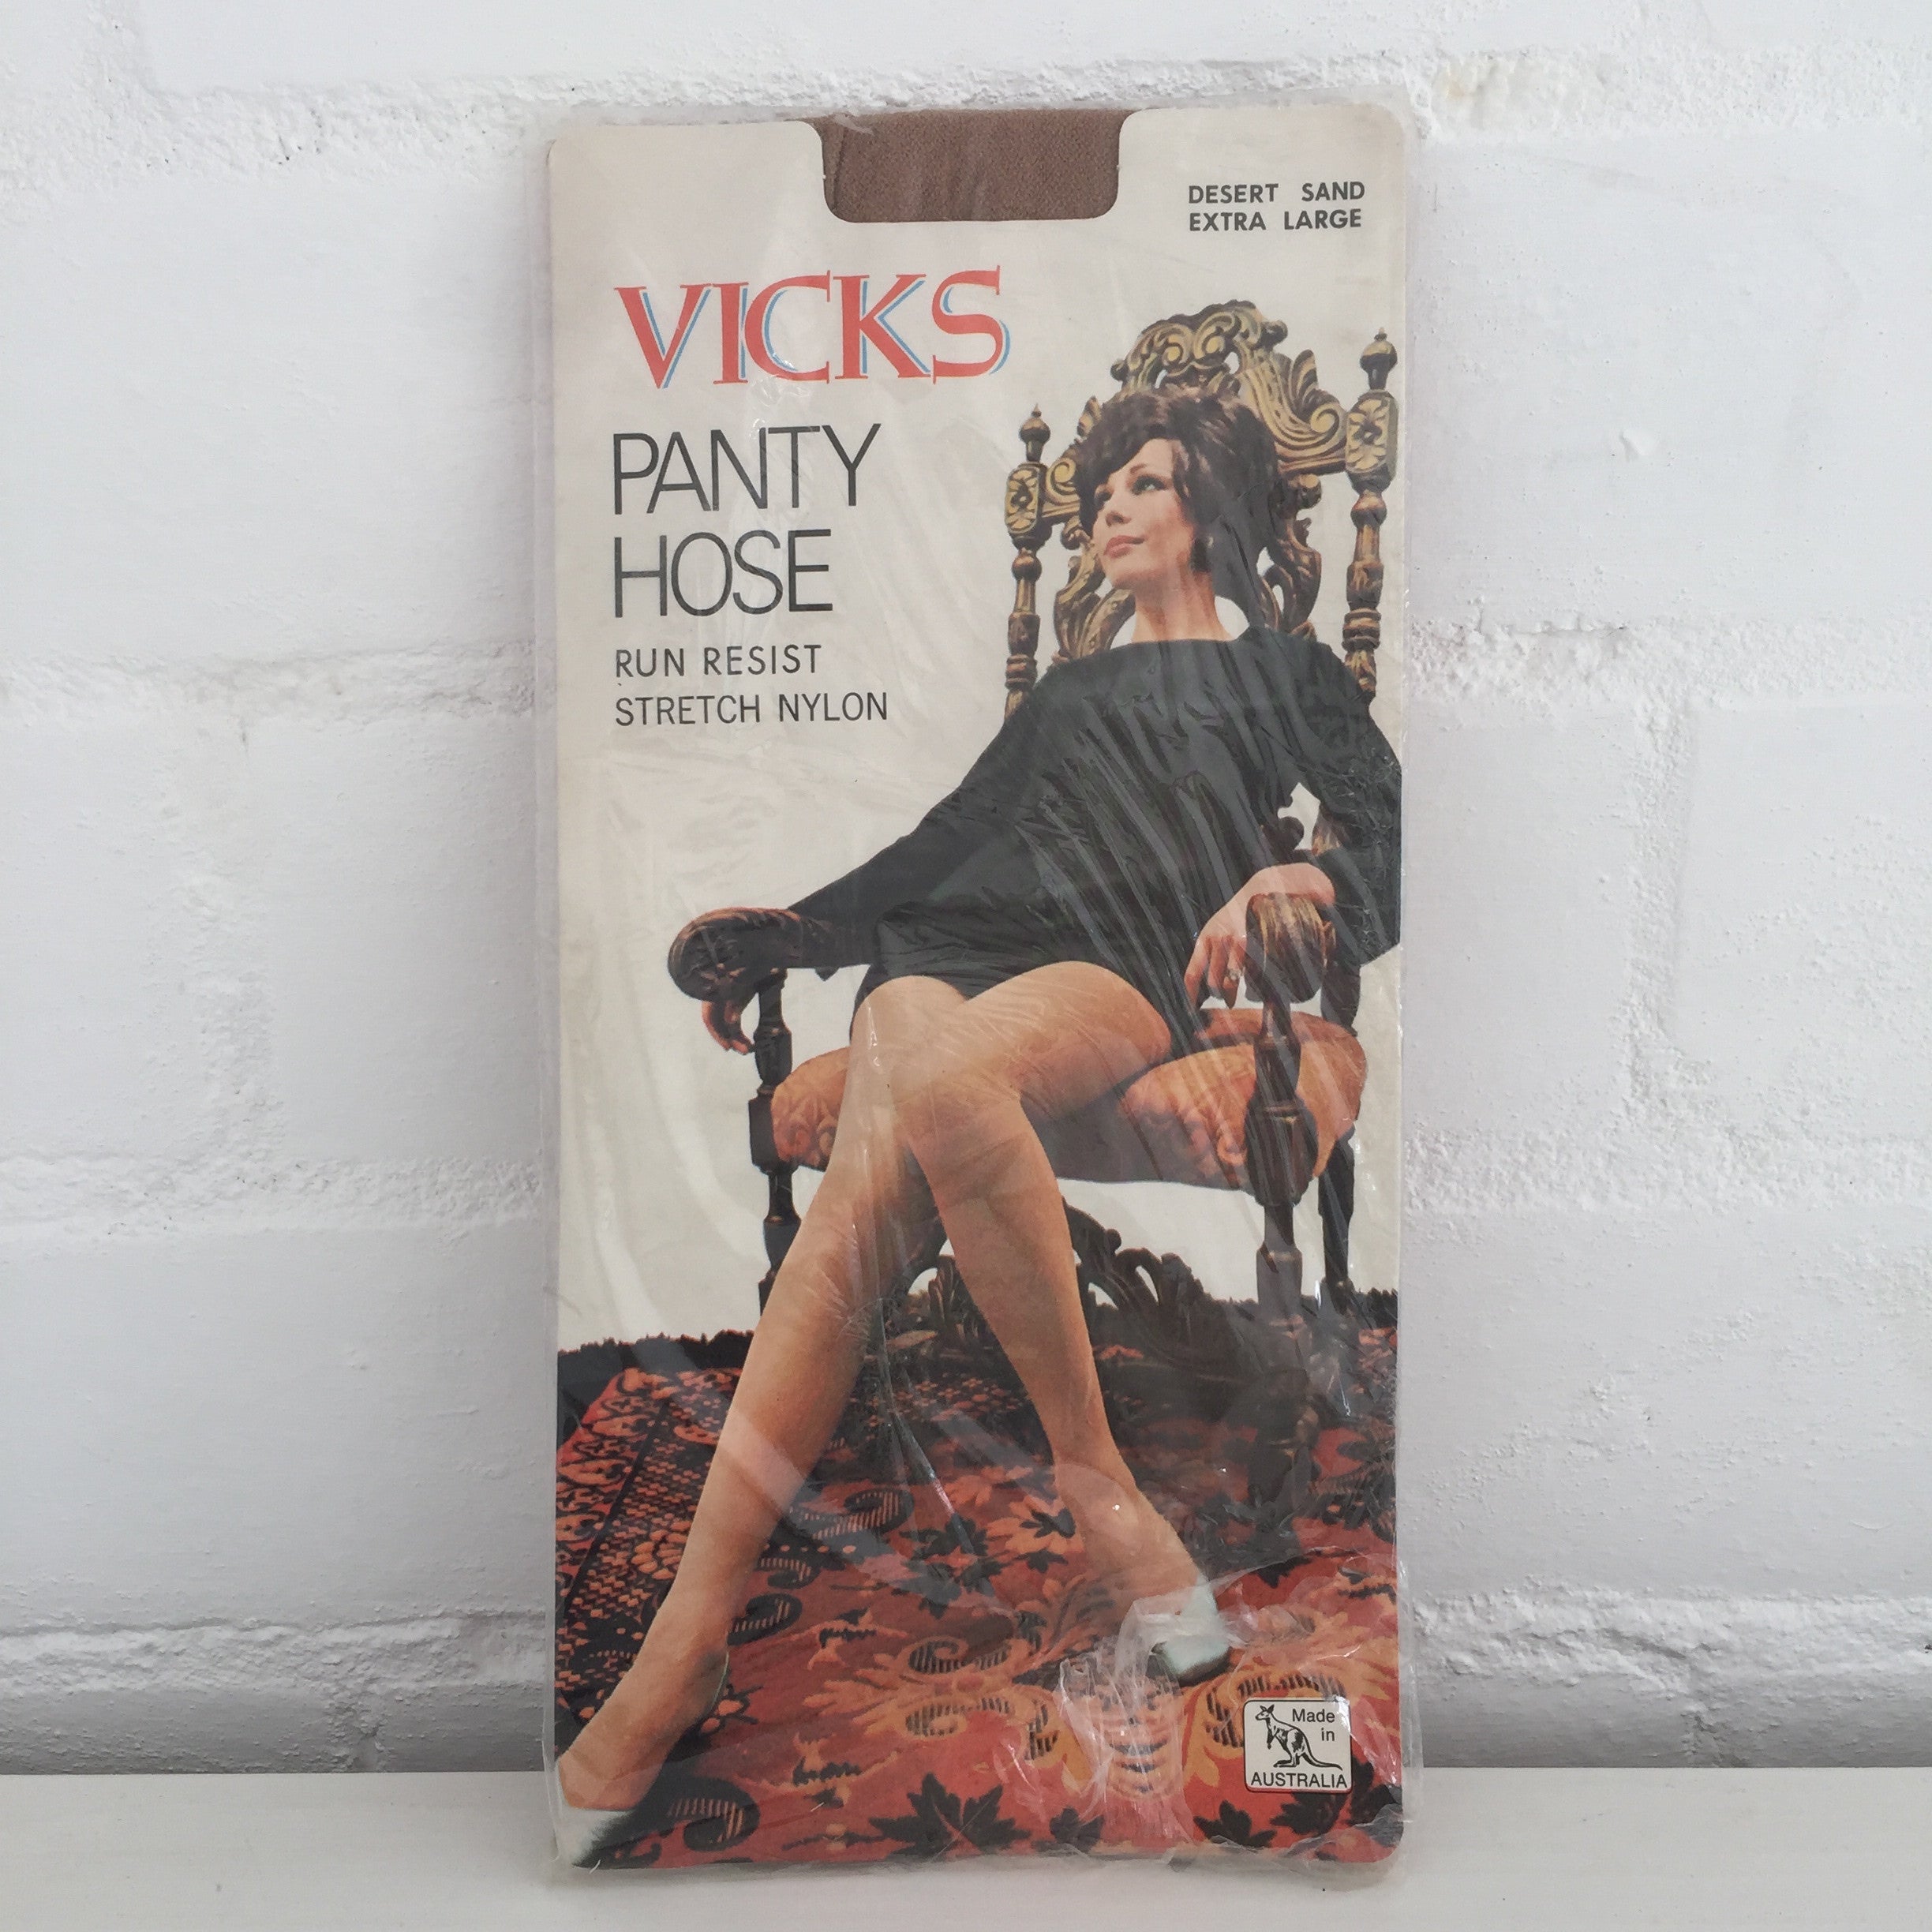 DESERT SAND
EXTRA LARGE
VICKS
PANTY
HOSE
RUN RESIST
STRETCH NYLON
Made
in
AUSTRALIA